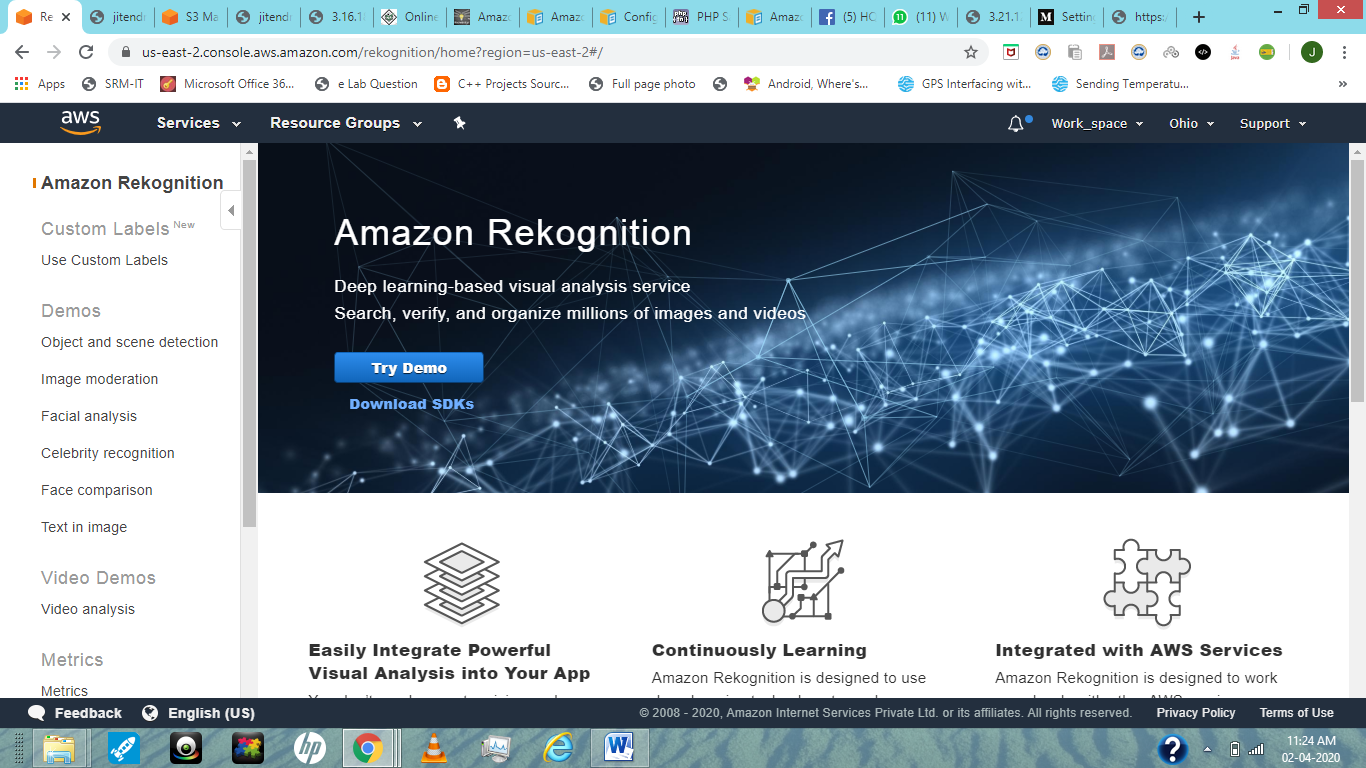 Re
jitendr
S3 Ma
jitendr
3.16.1
Online
Amazo
Amazo
Config
PHP S
Amazo
(5) HC
(11) W
3.21.1
Setting
https:/
us-east-2.console.aws.amazon.com/rekognition/home?region=us-east-2#/
J
Apps
SRM-IT
Microsoft Office 36...
e Lab Question
C++ Projects Sourc...
Full page photo
Android, Where's...
GPS Interfacing wit...
Sending Temperatu...
»
aws
Services
Resource Groups
Work_space
Ohio
Support
Amazon Rekognition
Custom Labels New
Use Custom Labels
Demos
Object and scene detection
Image moderation
Facial analysis
Celebrity recognition
Face comparison
Text in image
Video Demos
Video analysis
Metrics
Metrics
Amazon Rekognition
Deep learning-based visual analysis service
Search, verify, and organize millions of images and videos
Try Demo
Download SDKs
Easily Integrate Powerful
Visual Analysis into Your App
Continuously Learning
Amazon Rekognition is designed to use
Integrated with AWS Services
Amazon Rekognition is designed to work
Feedback
English (US)
© 2008 - 2020, Amazon Internet Services Private Ltd. or its affiliates. All rights reserved.
Privacy Policy
Terms of Use
hp
11:24 AM
02-04-2020